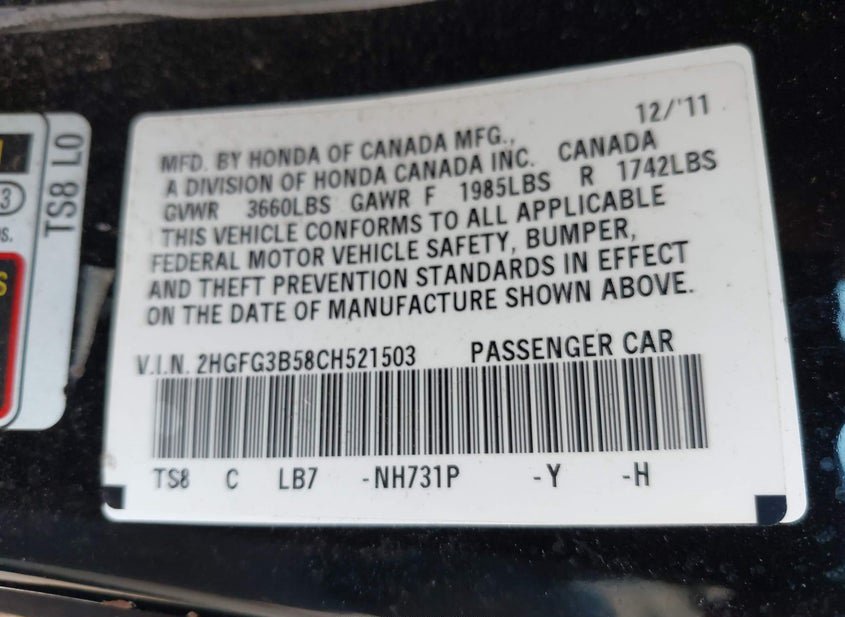 12/'11
MFD. BY HONDA OF CANADA MFG.,
A DIVISION OF HONDA CANADA INC. CANADA
GVWR 3660LBS GAWR F 1985LBS R 1742LBS
THIS VEHICLE CONFORMS TO ALL APPLICABLE
FEDERAL MOTOR VEHICLE SAFETY, BUMPER,
AND THEFT PREVENTION STANDARDS IN EFFECT
ON THE DATE OF MANUFACTURE SHOWN ABOVE.
V.I.N. 2HGFG3B58CH521503 PASSENGER CAR
TS8 C LB7 -NH731P -Y -H
TS8 L0
3
S